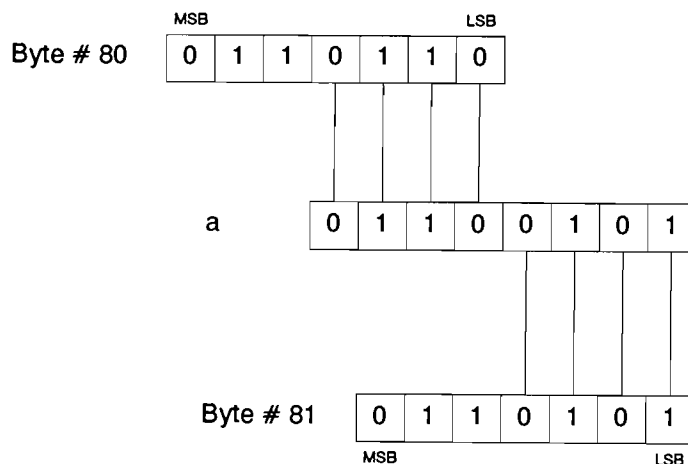 MSB LSB
Byte # 80 0 1 1 0 1 1 0
a 0 1 1 0 0 1 0 1
Byte # 81 0 1 1 0 1 0 1
MSB LSB